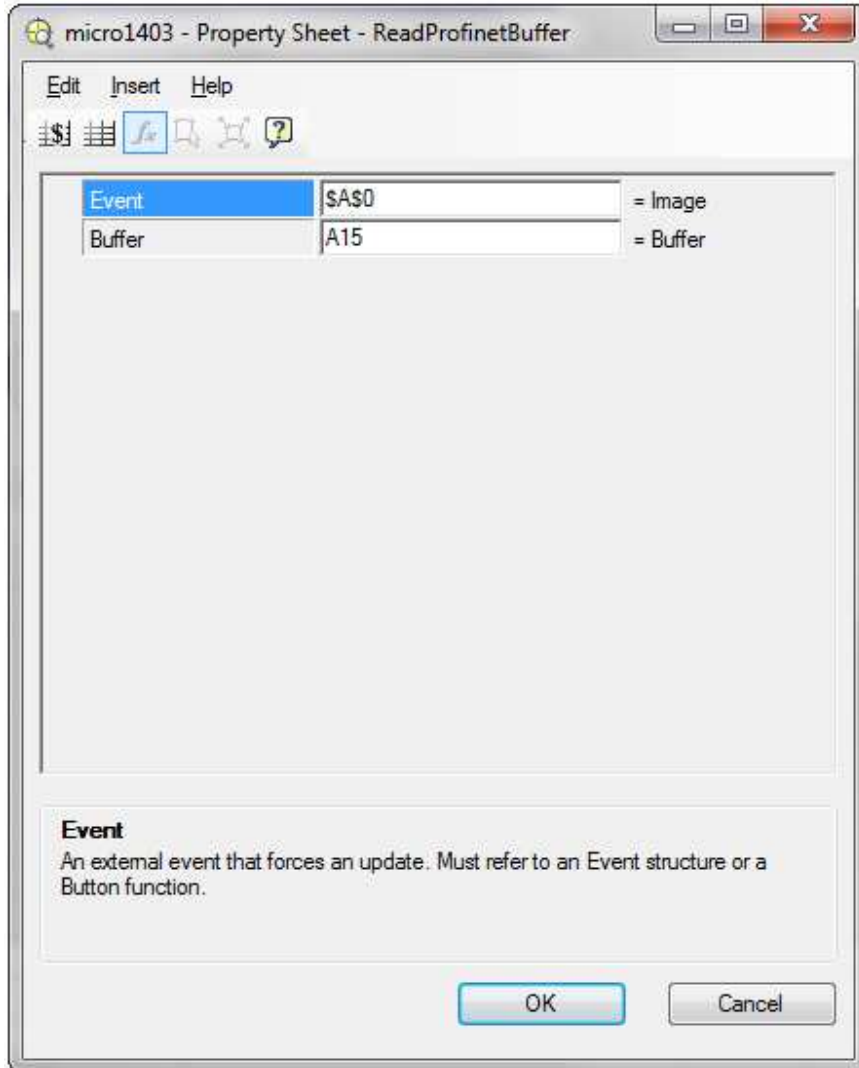 micro1403 - Property Sheet - ReadProfinetBuffer
Edit Insert Help
$ fx ?
Event $A$0 = Image
Buffer A15 = Buffer
Event
An external event that forces an update. Must refer to an Event structure or a
Button function.
OK Cancel